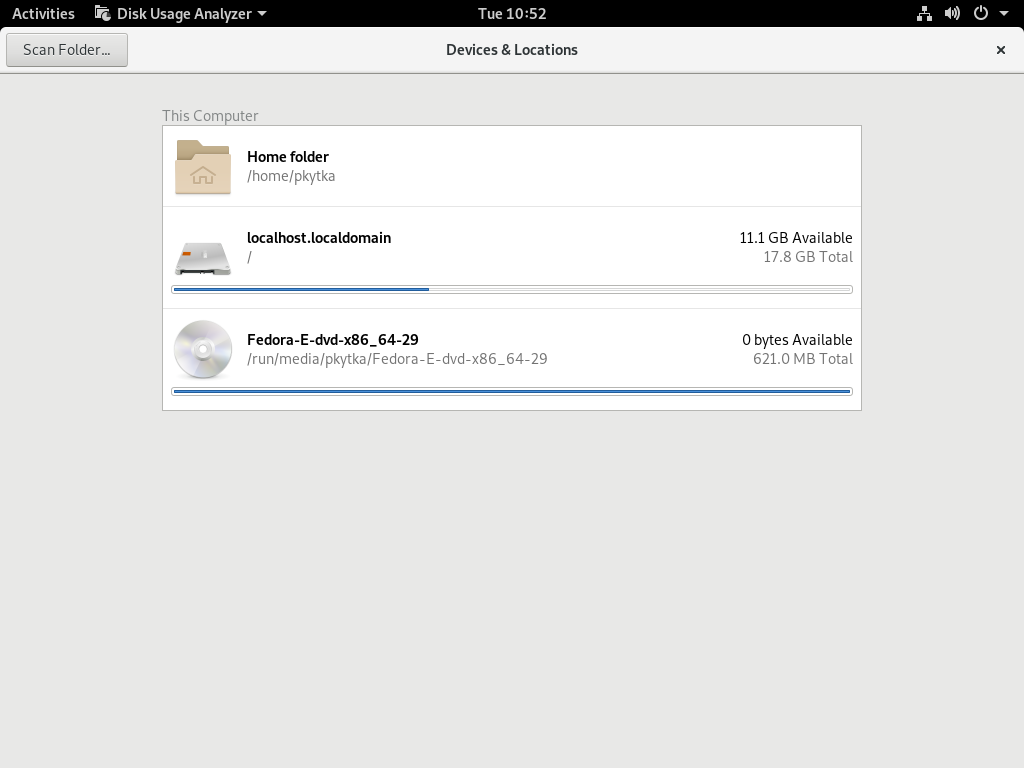 Activities Disk Usage Analyzer Tue 10:52
Scan Folder... Devices & Locations
This Computer
Home folder
/home/pkytka
localhost.localdomain 11.1 GB Available
/ 17.8 GB Total
Fedora-E-dvd-x86_64-29 0 bytes Available
/run/media/pkytka/Fedora-E-dvd-x86_64-29 621.0 MB Total